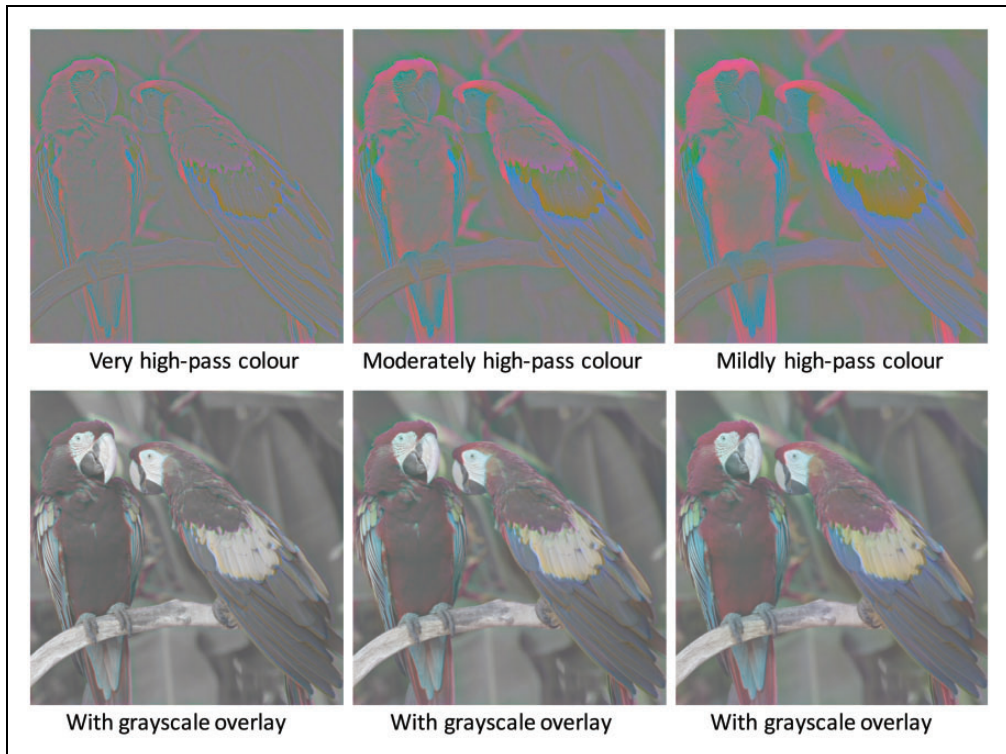 Very high-pass colour
Moderately high-pass colour
Mildly high-pass colour
With grayscale overlay
With grayscale overlay
With grayscale overlay